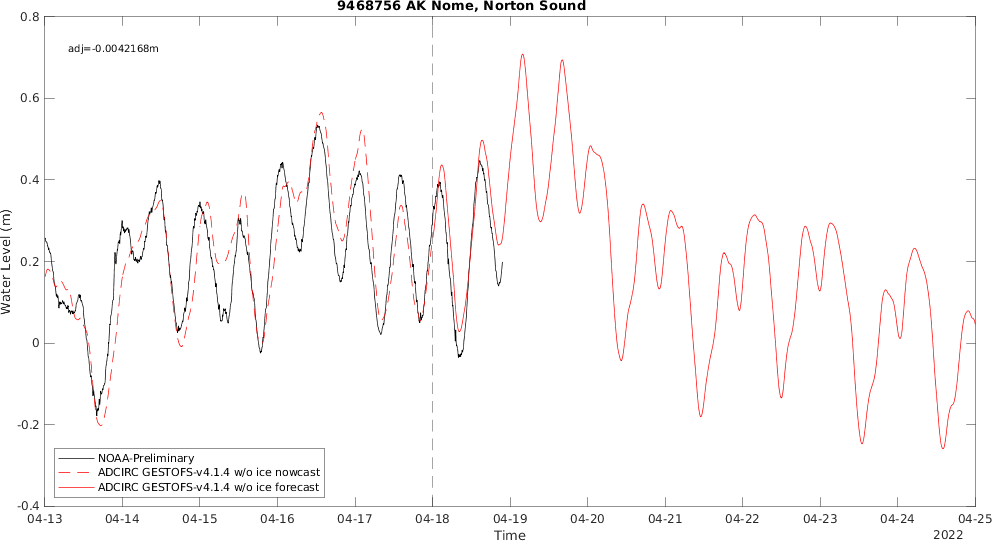 9468756 AK Nome, Norton Sound
adj=-0.0042168m
Water Level (m)
0.8
0.6
0.4
0.2
0
-0.2
-0.4
NOAA-Preliminary
ADCIRC GESTOFS-v4.1.4 w/o ice nowcast
ADCIRC GESTOFS-v4.1.4 w/o ice forecast
04-13 04-14 04-15 04-16 04-17 04-18 04-19 04-20 04-21 04-22 04-23 04-24 04-25
Time
2022